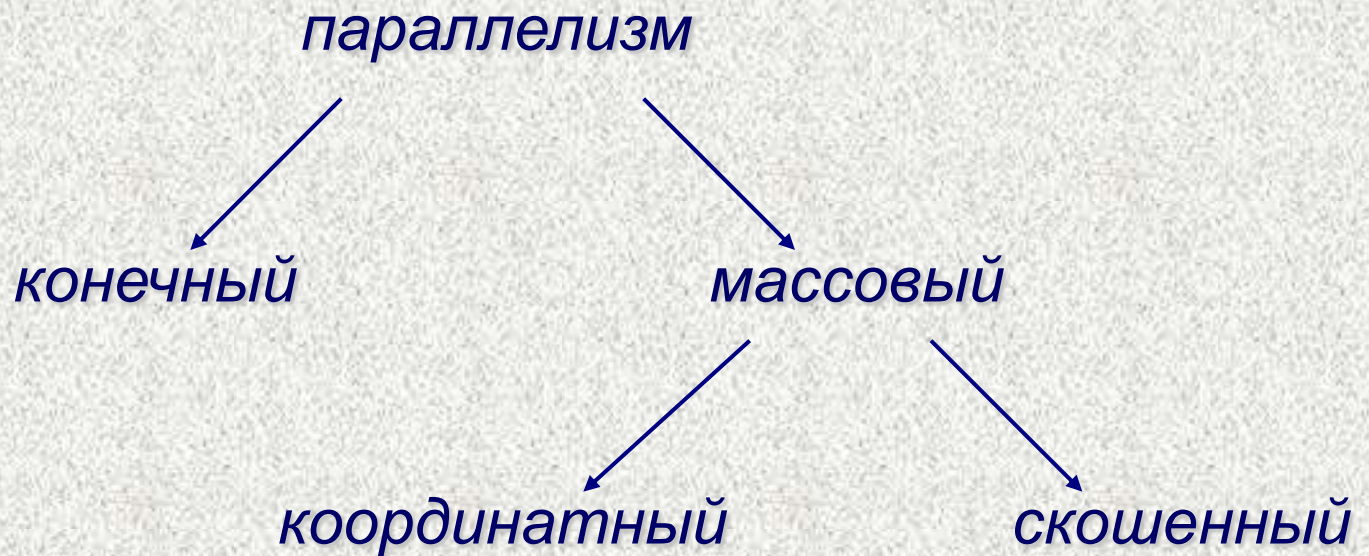 параллелизм
конечный массовый
координатный скошенный